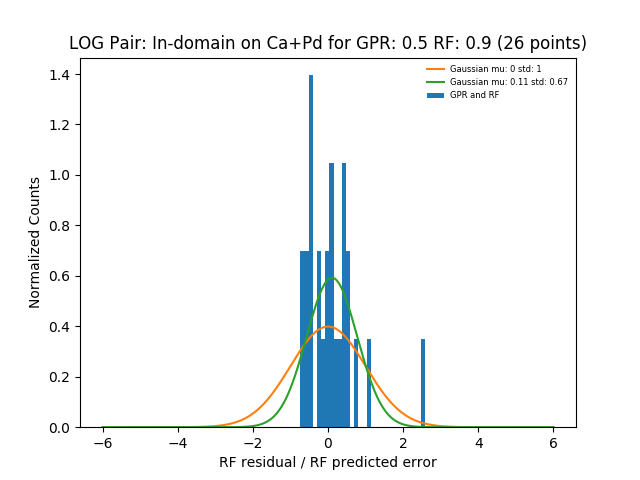 LOG Pair: In-domain on Ca+Pd for GPR: 0.5 RF: 0.9 (26 points)
Gaussian mu: 0 std: 1
Gaussian mu: 0.11 std: 0.67
GPR and RF
Normalized Counts
1.4
1.2
1.0
0.8
0.6
0.4
0.2
0.0
−6 −4 −2 0 2 4 6
RF residual / RF predicted error